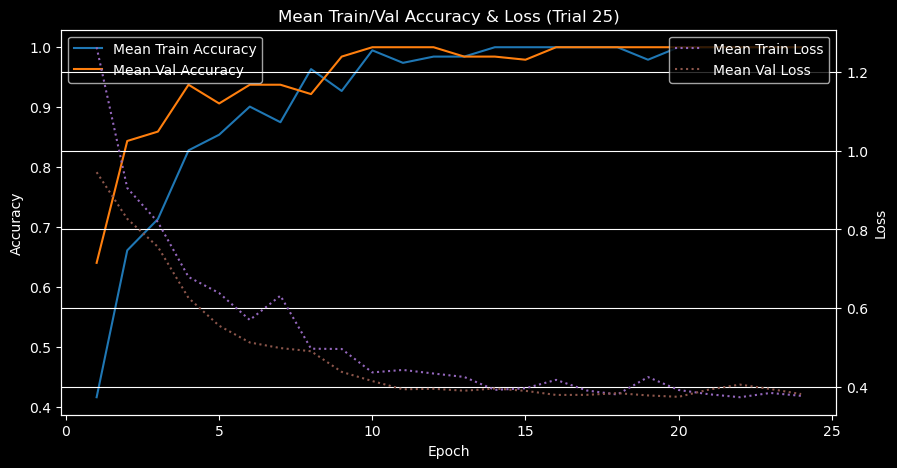 Mean Train/Val Accuracy & Loss (Trial 25)
Mean Train Accuracy
Mean Val Accuracy
Mean Train Loss
Mean Val Loss
1.0
0.9
0.8
0.7
0.6
0.5
0.4
Accuracy
1.2
1.0
0.8
0.6
0.4
Loss
0
5
10
15
20
25
Epoch